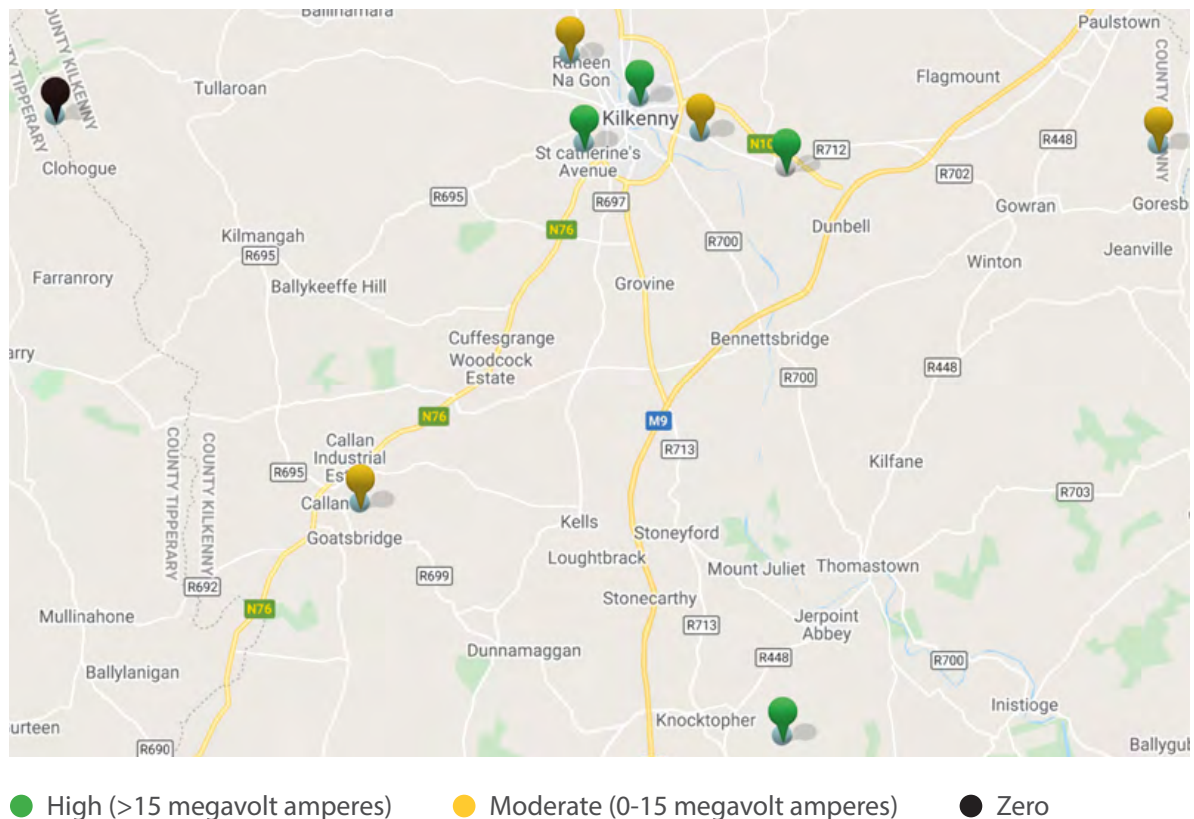 Ballinamara
Paulstown
COUNTY KILKENNY
COUNTY TIPPERARY
Tullaroan
Raheen
Na Gon
Flagmount
COUNTY
Kilkenny
N10
R712
R448
Clohogue
St catherine's
Avenue
R702
R695
R697
Gowran
Goresb
N76
Dunbell
Kilmangah
R695
R700
Jeanville
Winton
Farranrory
Ballykeeffe Hill
Grovine
Cuffesgrange
Bennettsbridge
arry
Woodcock
Estate
R448
R700
N76
M9
COUNTY TIPPERARY
COUNTY KILKENNY
Callan
Industrial
R713
R695
Kilfane
Callan
R703
Kells
Stoneyford
Goatsbridge
Loughtbrack
Mount Juliet
Thomastown
R699
R692
Stonecarthy
N76
Mullinahone
Jerpoint
Abbey
R713
Dunnamaggan
R448
R700
Ballylanigan
Inistioge
Knocktopher
urteen
R690
Ballygub
High (>15 megavolt amperes)
Moderate (0-15 megavolt amperes)
Zero